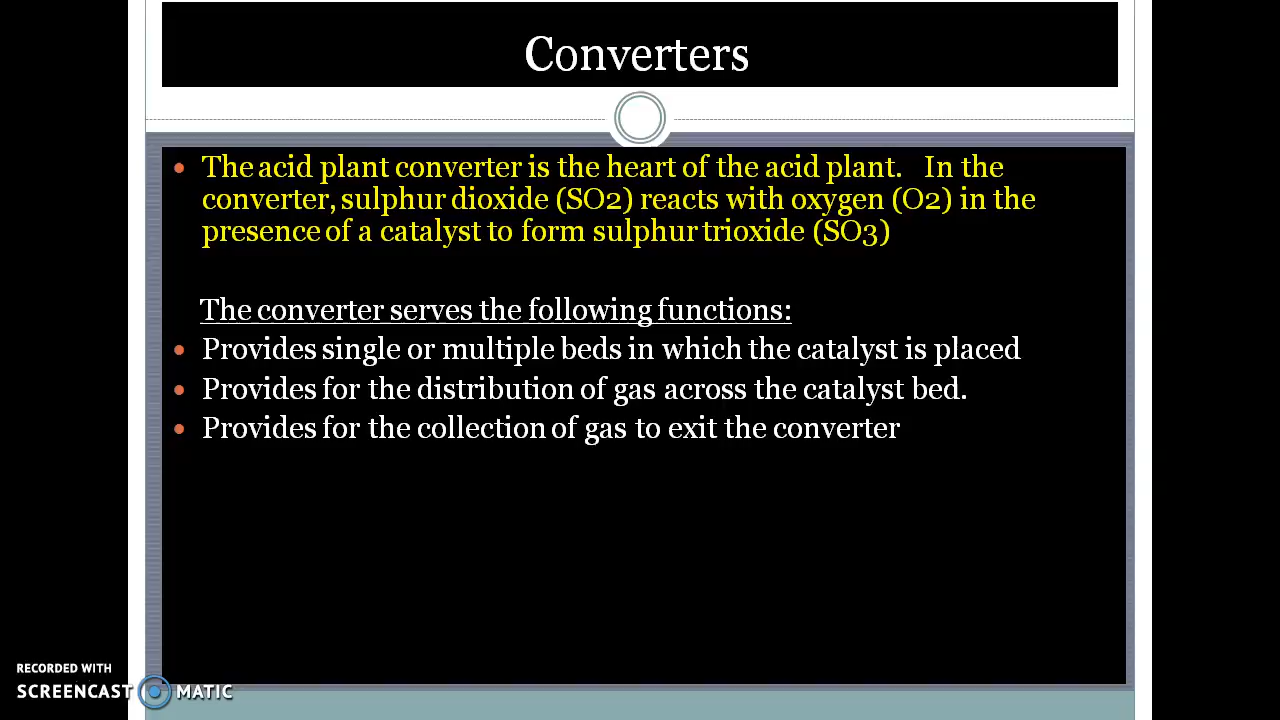 Converters
• The acid plant converter is the heart of the acid plant. In the
converter, sulphur dioxide (SO2) reacts with oxygen (O2) in the
presence of a catalyst to form sulphur trioxide (SO3)
The converter serves the following functions:
• Provides single or multiple beds in which the catalyst is placed
• Provides for the distribution of gas across the catalyst bed.
• Provides for the collection of gas to exit the converter
RECORDED WITH
SCREENCAST MATIC